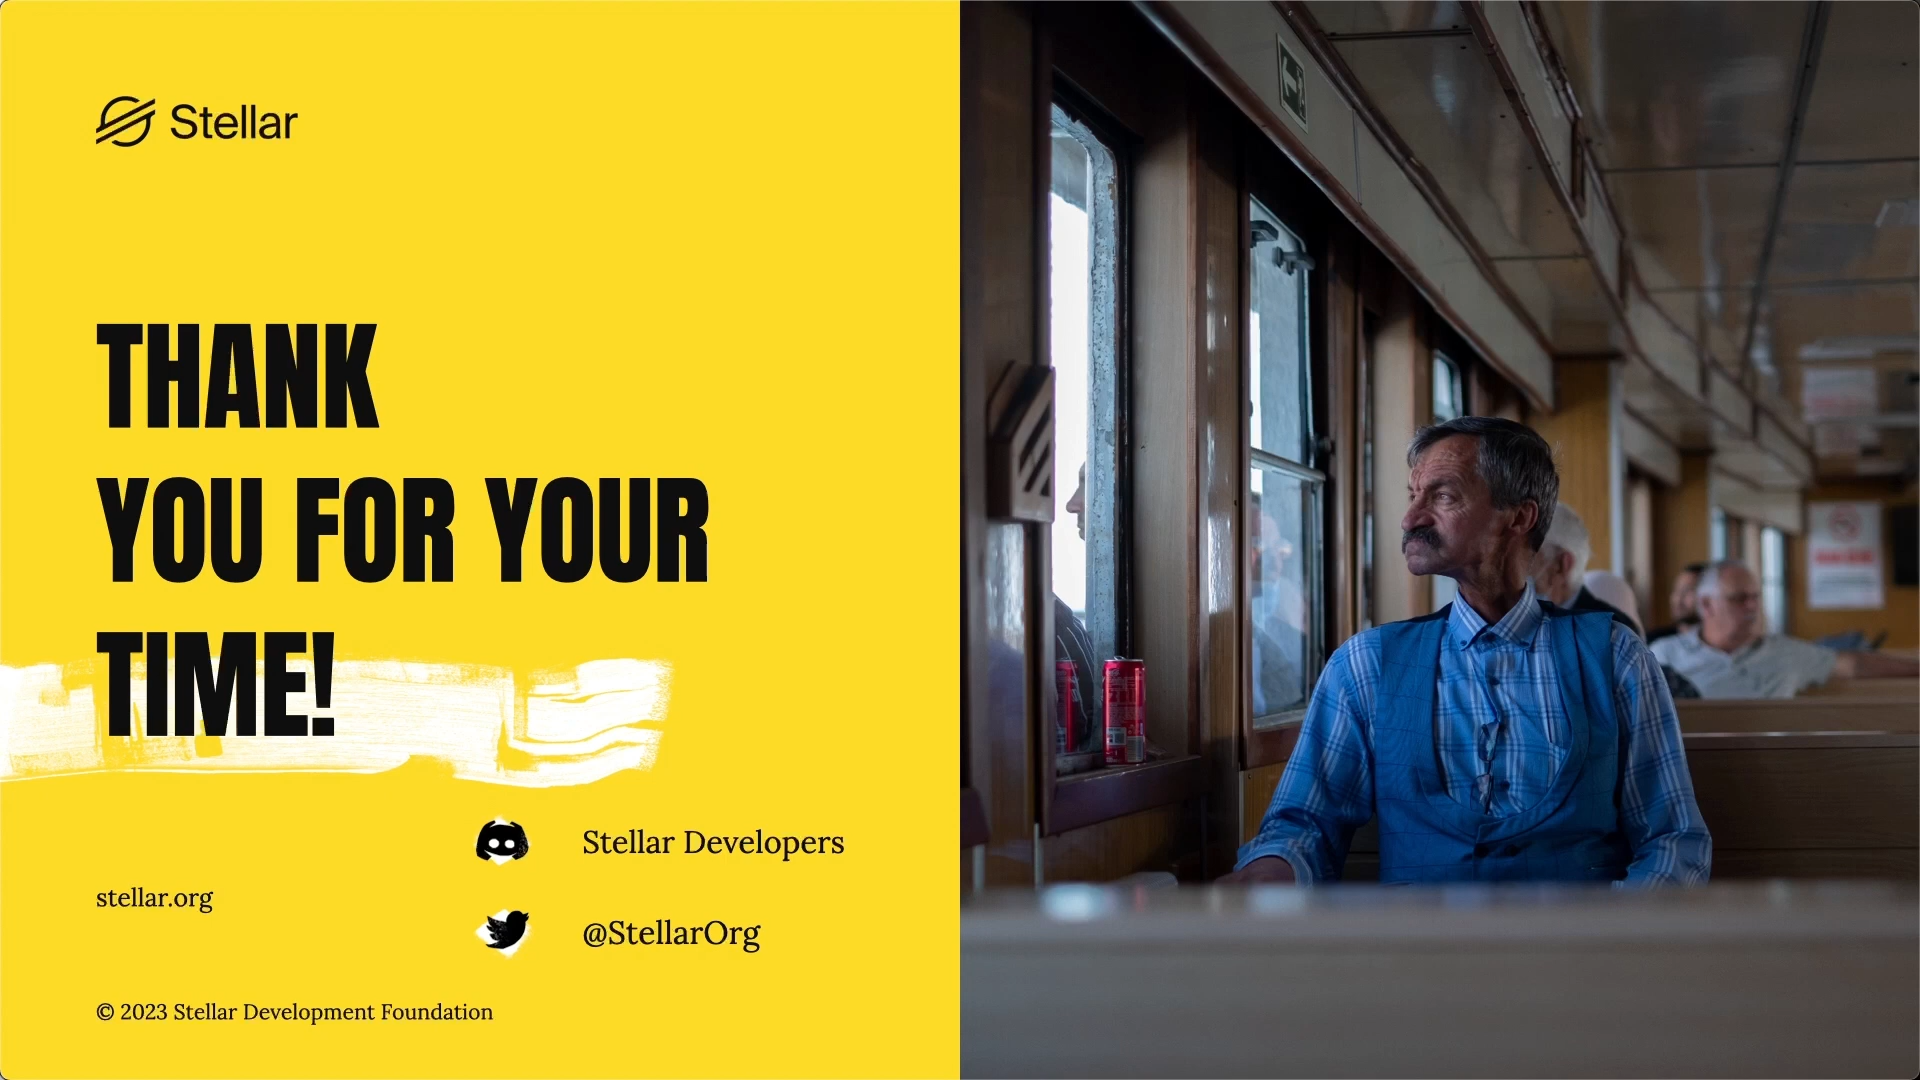 Stellar
THANK
YOU FOR YOUR
TIME!
Stellar Developers
stellar.org
@StellarOrg
© 2023 Stellar Development Foundation